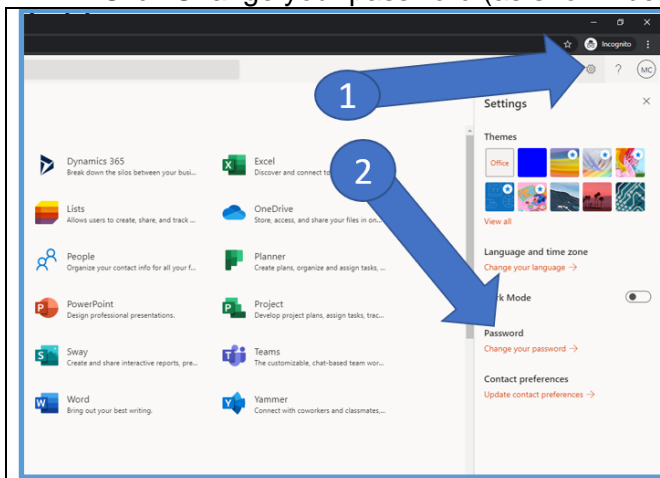 Incognito
MC
1
2
Settings
Themes
Office
View all
Language and time zone
Change your language →
Mode
Password
Change your password →
Contact preferences
Update contact preferences →
Dynamics 365
Break down the silos between your busi...
Excel
Discover and connect to
Lists
Allows users to create, share, and track ...
OneDrive
Store, access, and share your files in on...
People
Organize your contact info for all your f...
Planner
Create plans, organize and assign tasks, ...
PowerPoint
Design professional presentations.
Project
Develop project plans, assign tasks, trac...
Sway
Create and share interactive reports, pre...
Teams
The customizable, chat-based team wor...
Word
Bring out your best writing.
Yammer
Connect with coworkers and classmates,...